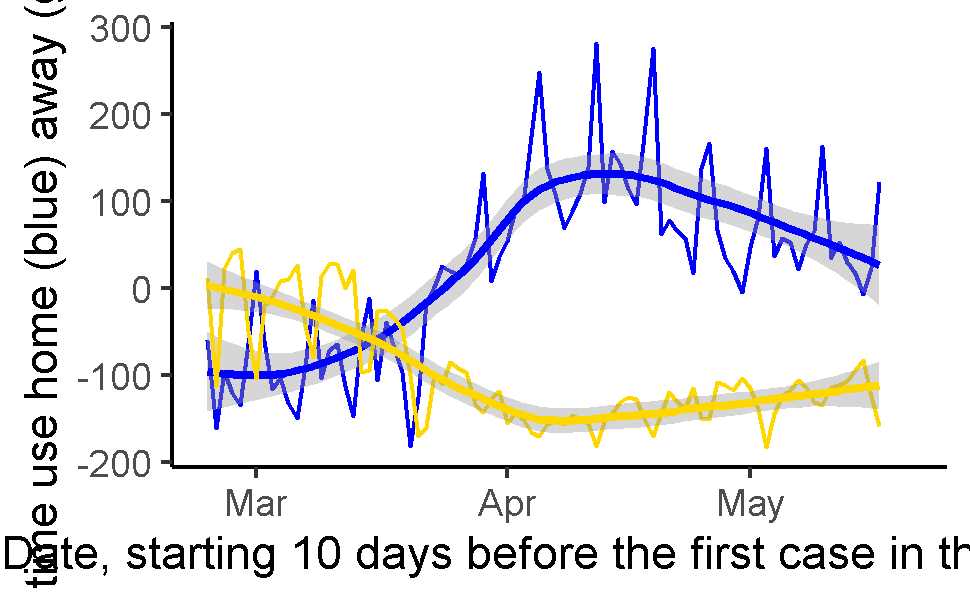 time use home (blue) away (
300
200
100
0
-100
-200
Mar Apr May
Date, starting 10 days before the first case in th